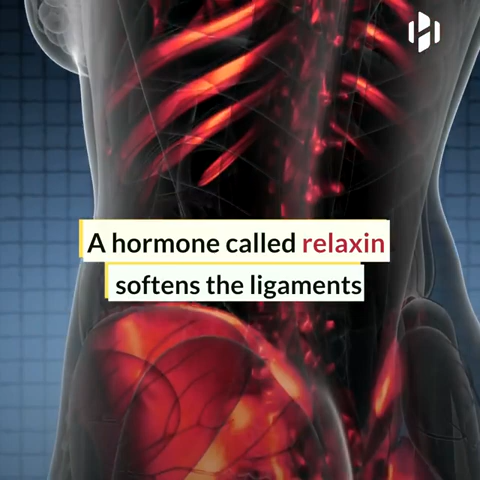 A hormone called relaxin
softens the ligaments